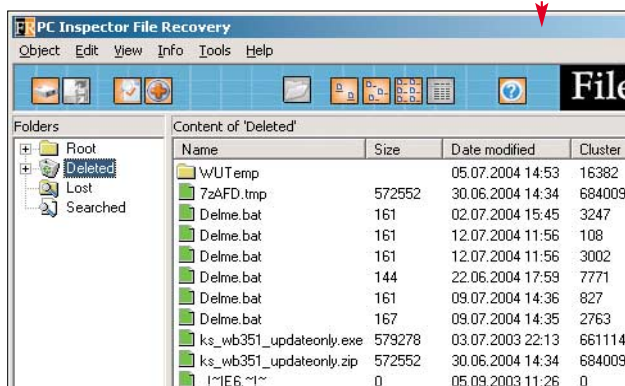 FR PC Inspector File Recovery
Object Edit View Info Tools Help
File
Folders
Root
Deleted
Lost
Searched
Content of 'Deleted'
Name Size Date modified Cluster
WUTemp 05.07.2004 14:53 16382
7zAFD.tmp 572552 30.06.2004 14:34 684009
Delme.bat 161 02.07.2004 15:45 3247
Delme.bat 161 12.07.2004 11:56 108
Delme.bat 161 12.07.2004 11:56 3002
Delme.bat 144 22.06.2004 17:59 7771
Delme.bat 161 09.07.2004 14:36 827
Delme.bat 167 09.07.2004 14:35 2763
ks_wb351_updateonly.exe 579278 03.07.2003 22:13 661114
ks_wb351_updateonly.zip 572552 30.06.2004 14:34 684009
0 05.09.2003 11:26 0